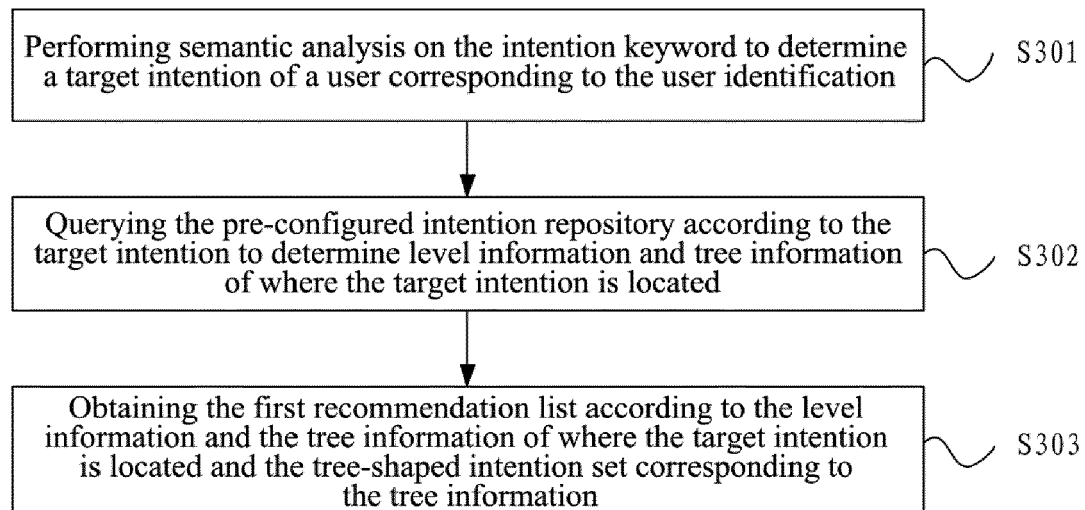 Performing semantic analysis on the intention keyword to determine
a target intention of a user corresponding to the user identification
S301
Querying the pre-configured intention repository according to the
target intention to determine level information and tree information
of where the target intention is located
S302
Obtaining the first recommendation list according to the level
information and the tree information of where the target intention
is located and the tree-shaped intention set corresponding to
the tree information
S303